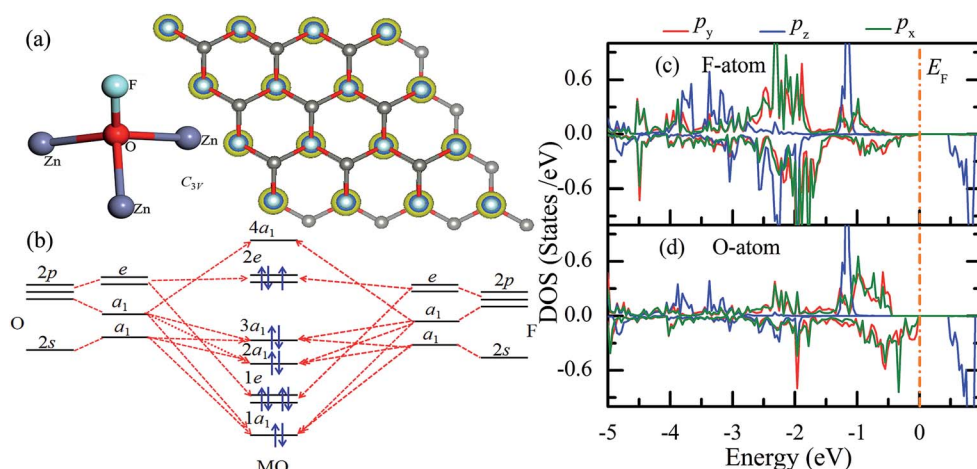 (a)
F
O
Zn
Zn
Zn
C3V
(b)
4a1
2e
2p
e
e
2p
a1
a1
O
F
3a1
a1
a1
2s
2a1
2s
1e
1a1
MO
py
pz
px
(c)
F-atom
EF
0.6
0.0
-0.6
(d)
O-atom
0.6
0.0
-0.6
DOS (States /eV)
-5
-4
-3
-2
-1
0
Energy (eV)